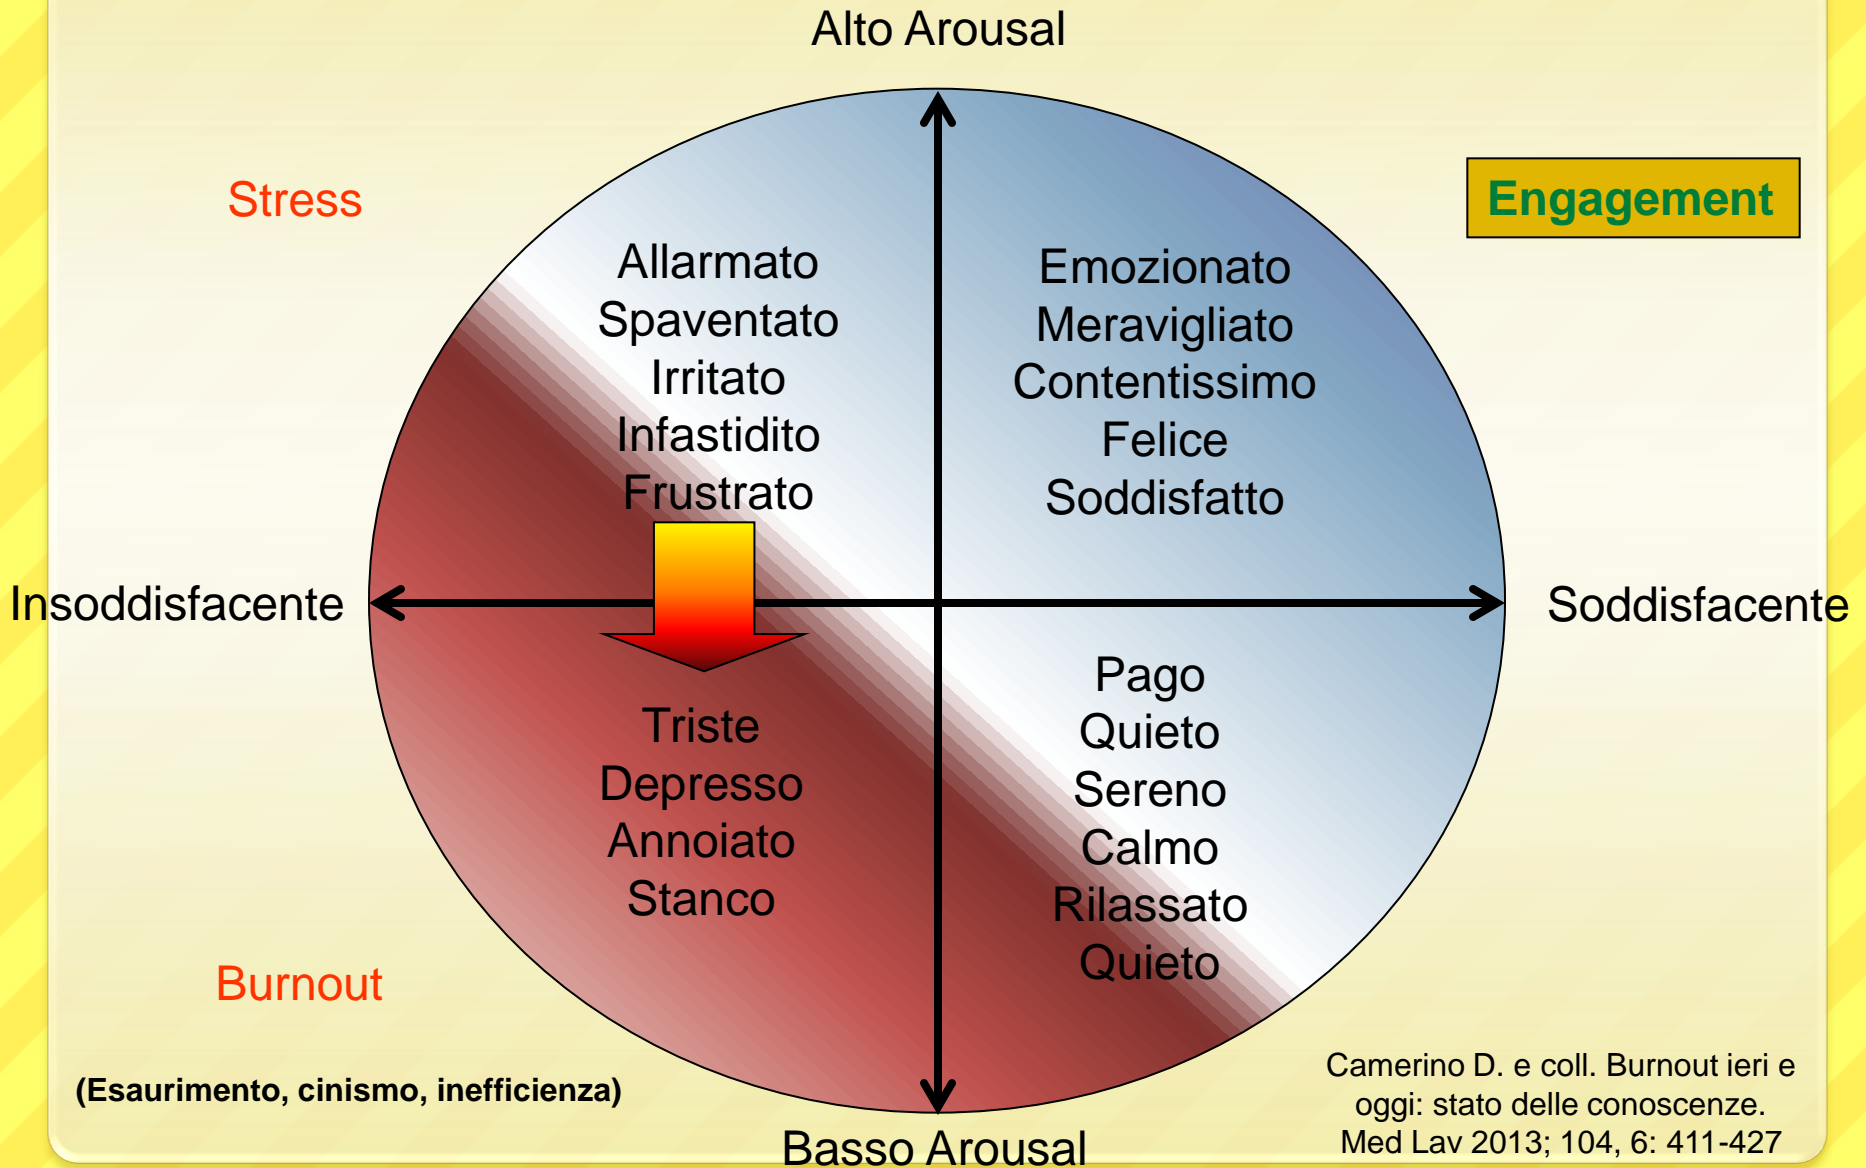 Alto Arousal
Stress
Engagement
Allarmato
Spaventato
Irritato
Infastidito
Frustrato
Emozionato
Meravigliato
Contentissimo
Felice
Soddisfatto
Insoddisfacente
Soddisfacente
Triste
Depresso
Annoiato
Stanco
Pago
Quieto
Sereno
Calmo
Rilassato
Quieto
Burnout
(Esaurimento, cinismo, inefficienza)
Basso Arousal
Camerino D. e coll. Burnout ieri e
oggi: stato delle conoscenze.
Med Lav 2013; 104, 6: 411-427